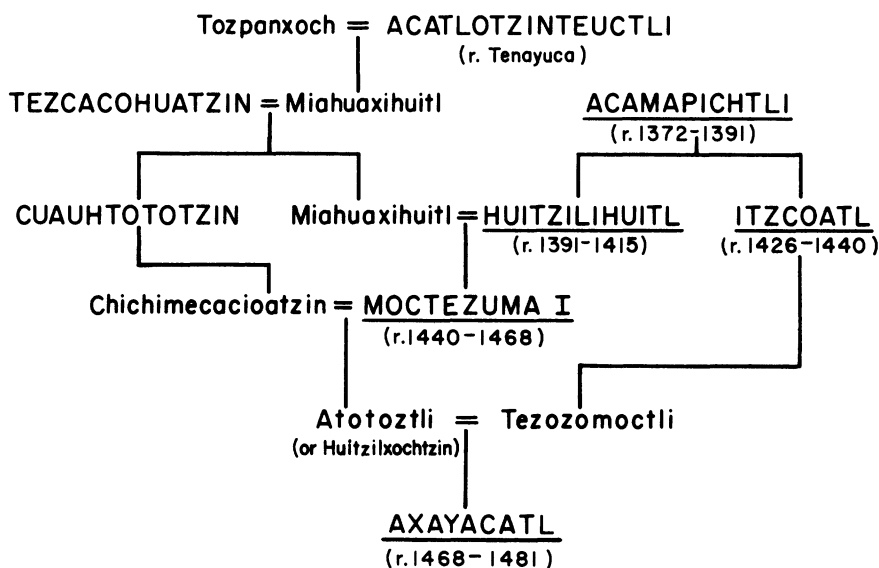 Tozpanxoch = ACATLOTZINTEUCTLI
(r. Tenayuca)
TEZCACOHUATZIN = Miahuaxihuitl
ACAMAPICHTLI
(r. 1372-1391)
CUAUHTOTOTZIN
Miahuaxihuitl = HUITZILIHUITL
(r. 1391-1415)
ITZCOATL
(r. 1426-1440)
Chichimecacioatzin = MOCTEZUMA I
(r. 1440-1468)
Atotoztli = Tezozomoctli
(or Huitzilxochtzin)
AXAYACATL
(r. 1468-1481)